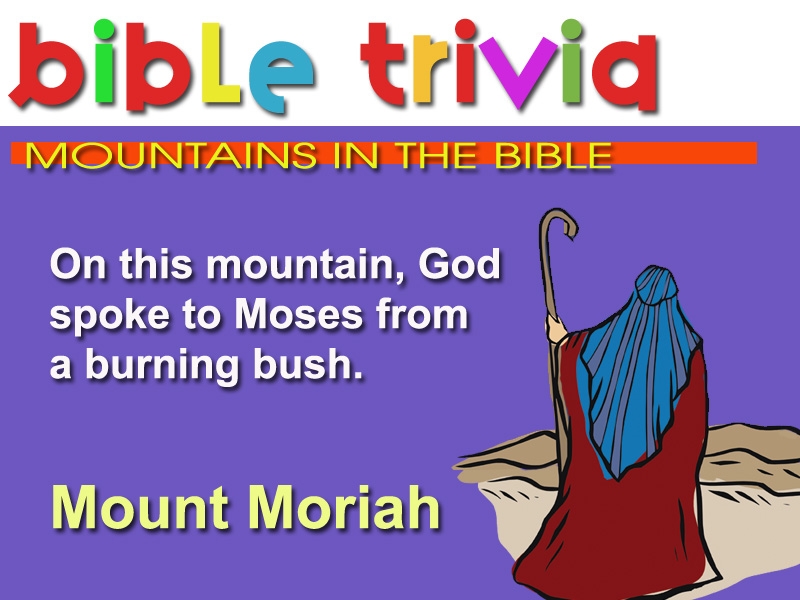 bibLe trivia
MOUNTAINS IN THE BIBLE
On this mountain, God
spoke to Moses from
a burning bush.
Mount Moriah